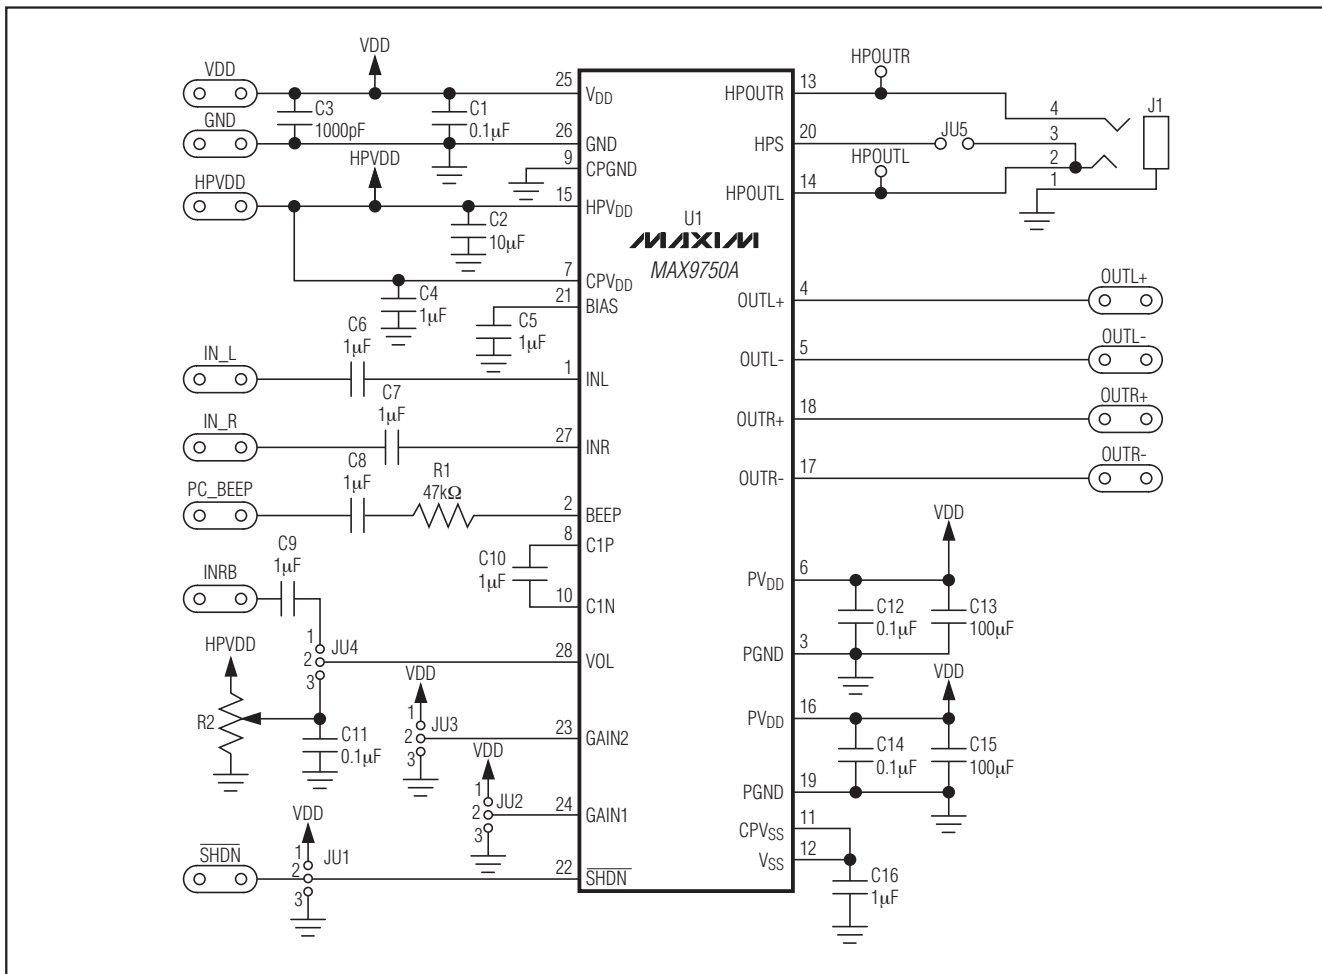 VDD
VDD
GND
HPVDD
C3
1000pF
C1
0.1µF
HPVDD
C2
10µF
C4
1µF
C5
1µF
C6
1µF
IN_L
C7
1µF
IN_R
C8
1µF
R1
47kΩ
PC_BEEP
C9
1µF
INRB
C10
1µF
HPVDD
R2
1
2
3
JU4
C11
0.1µF
VDD
1
2
3
JU3
VDD
1
2
3
JU2
VDD
1
2
3
JU1
SHDN
25 VDD
26 GND
9 CPGND
15 HPVDD
7 CPVDD
21 BIAS
1 INL
27 INR
2 BEEP
8 C1P
10 C1N
28 VOL
23 GAIN2
24 GAIN1
22 SHDN
U1
MAXIM
MAX9750A
HPOUTR 13
HPS 20
HPOUTL 14
OUTL+ 4
OUTL- 5
OUTR+ 18
OUTR- 17
PVDD 6
PGND 3
PVDD 16
PGND 19
CPVSS 11
VSS 12
HPOUTR
JU5
HPOUTL
4
3
2
1
J1
OUTL+
OUTL-
OUTR+
OUTR-
VDD
C12
0.1µF
C13
100µF
VDD
C14
0.1µF
C15
100µF
C16
1µF